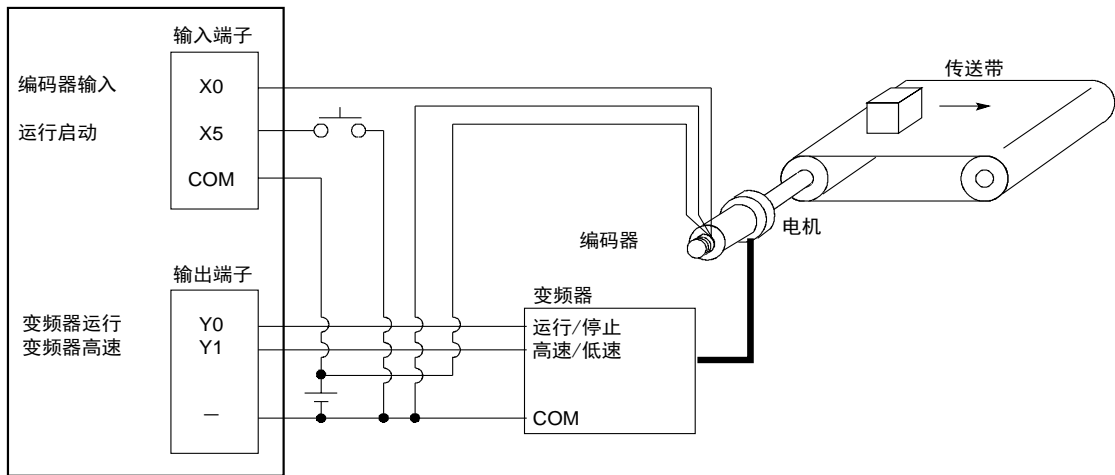 输入端子
编码器输入
X0
运行启动
X5
COM
传送带
编码器
电机
输出端子
变频器
变频器运行
Y0
运行/停止
变频器高速
Y1
高速/低速
－
COM